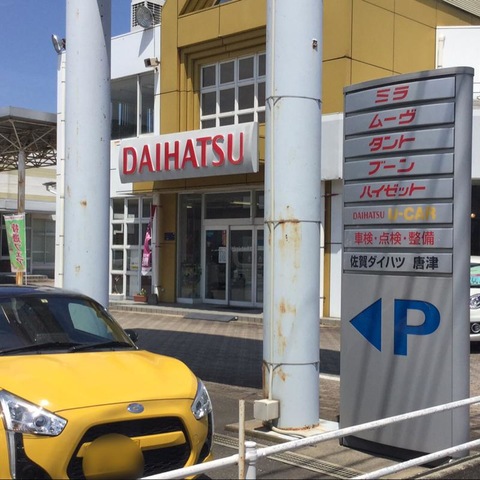 DAIHATSU
ミラ
ムーヴ
タント
ブーン
ハイゼット
DAIHATSU U-CAR
車検・点検・整備
佐賀ダイハツ 唐津
P